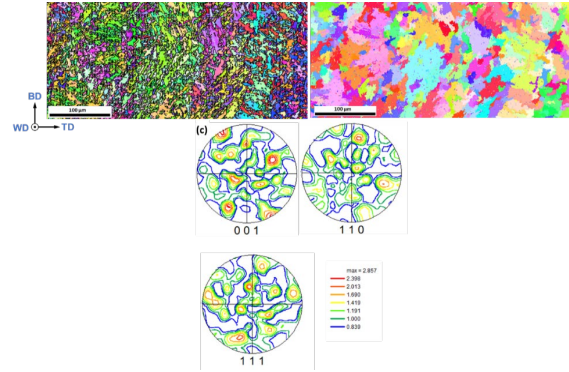 100 µm
100 µm
BD
WD TD
(c)
0 0 1
1 1 0
max = 2.857
2.398
2.013
1.690
1.419
1.191
1.000
0.839
1 1 1